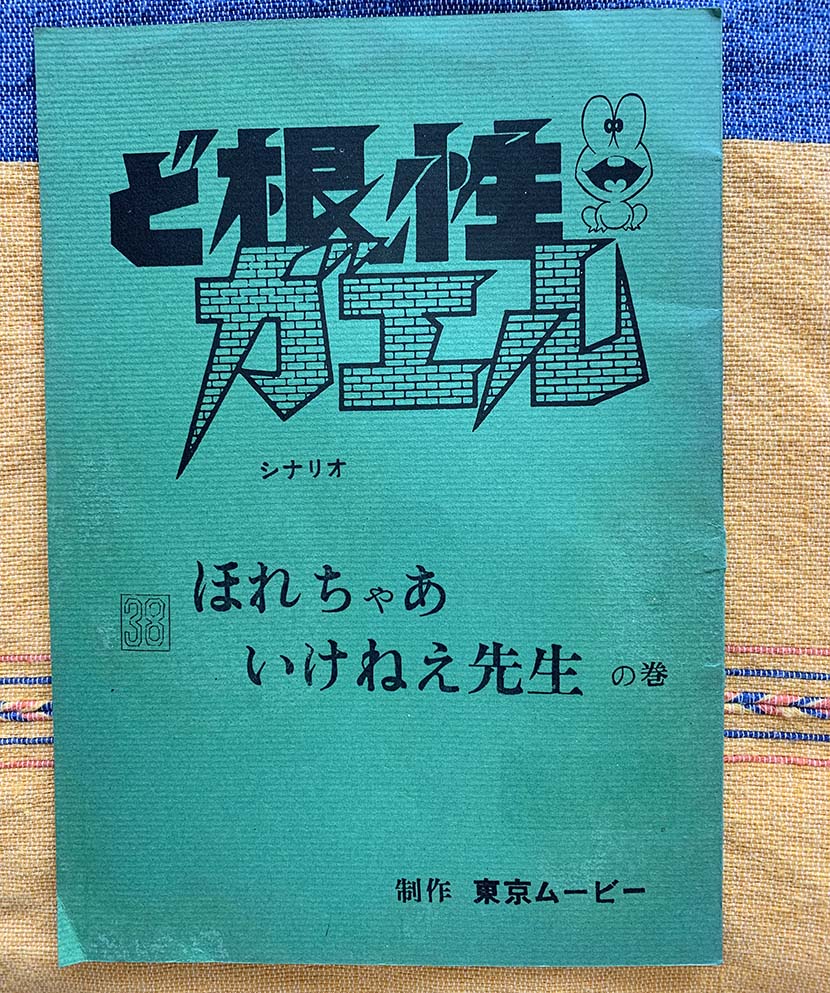 ど根性
ガエル
シナリオ
38
ほれちゃあ
いけねえ先生 の巻
制作 東京ムービー